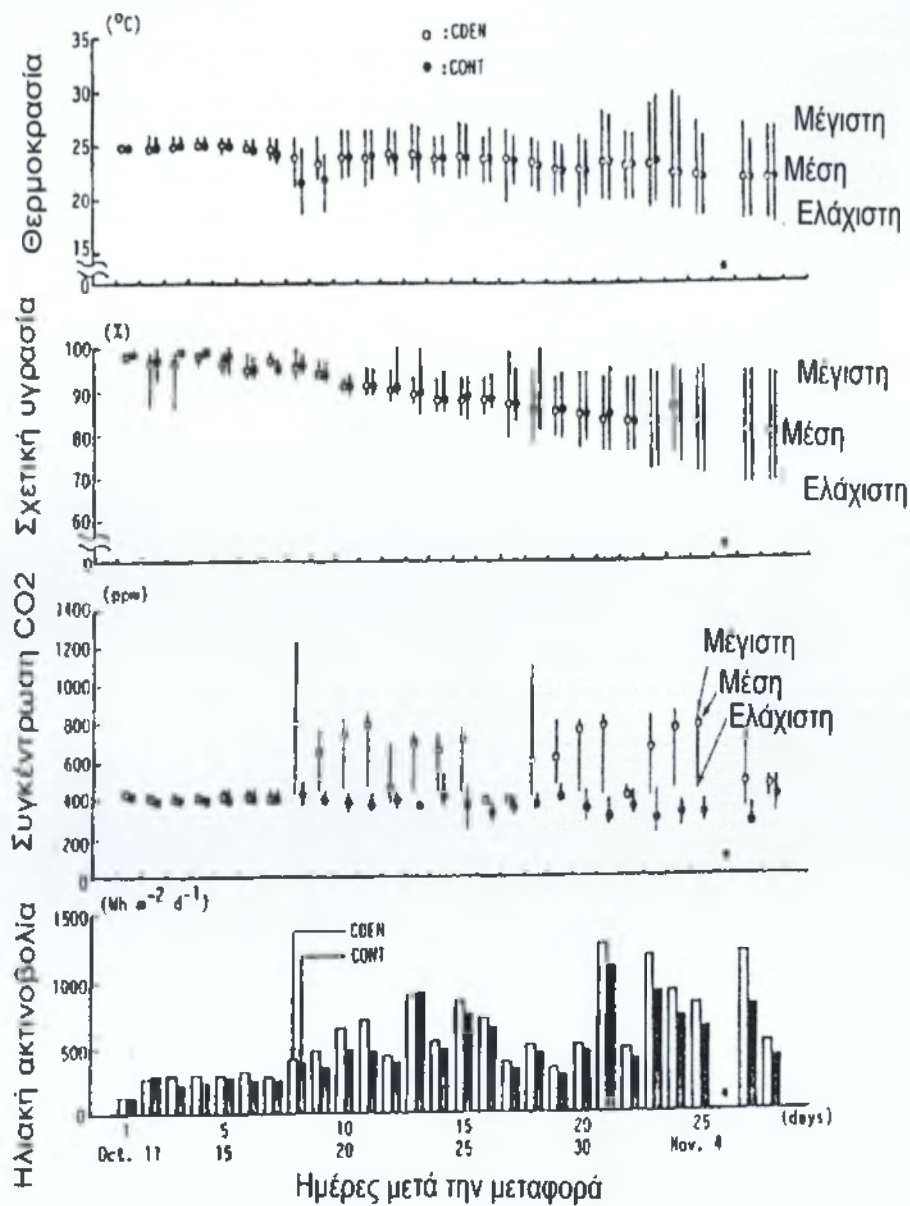 Θερμοκρασία
(°C)
35
30
25
20
15
0
o :CDEN
• :CONT
Μέγιστη
Μέση
Ελάχιστη
Σχετική υγρασία
(%)
100
90
80
70
60
0
Μέγιστη
Μέση
Ελάχιστη
Συγκέντρωση CO2
(ppm)
1400
1200
1000
800
600
400
200
0
Μέγιστη
Μέση
Ελάχιστη
Ηλιακή ακτινοβολία
(Wh m⁻² d⁻¹)
1500
1000
500
0
CDEN
CONT
1 5 10 15 20 25 (days)
Oct. 11 15 20 25 30 Nov. 4
Ημέρες μετά την μεταφορά